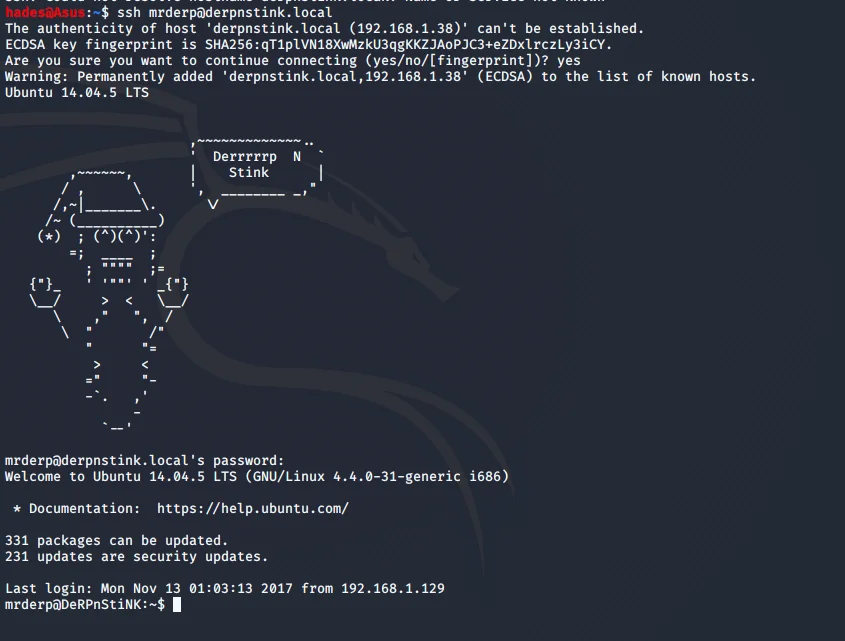 hades@Asus:~$ ssh mrderp@derpnstink.local
The authenticity of host 'derpnstink.local (192.168.1.38)' can't be established.
ECDSA key fingerprint is SHA256:qT1plVN18XwMzkU3qgKKZJAoPJC3+eZDxlrczLy3iCY.
Are you sure you want to continue connecting (yes/no/[fingerprint])? yes
Warning: Permanently added 'derpnstink.local,192.168.1.38' (ECDSA) to the list of known hosts.
Ubuntu 14.04.5 LTS
Derrrrrp N
Stink
mrderp@derpnstink.local's password:
Welcome to Ubuntu 14.04.5 LTS (GNU/Linux 4.4.0-31-generic i686)
* Documentation: https://help.ubuntu.com/
331 packages can be updated.
231 updates are security updates.
Last login: Mon Nov 13 01:03:13 2017 from 192.168.1.129
mrderp@DeRPnStiNK:~$